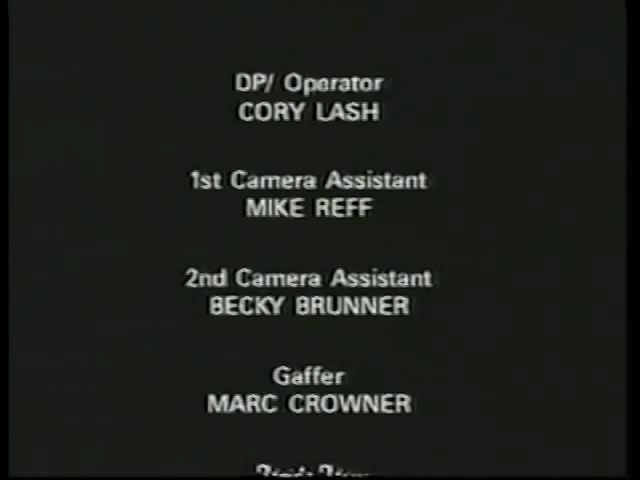 DP/ Operator
CORY LASH
1st Camera Assistant
MIKE REFF
2nd Camera Assistant
BECKY BRUNNER
Gaffer
MARC CROWNER